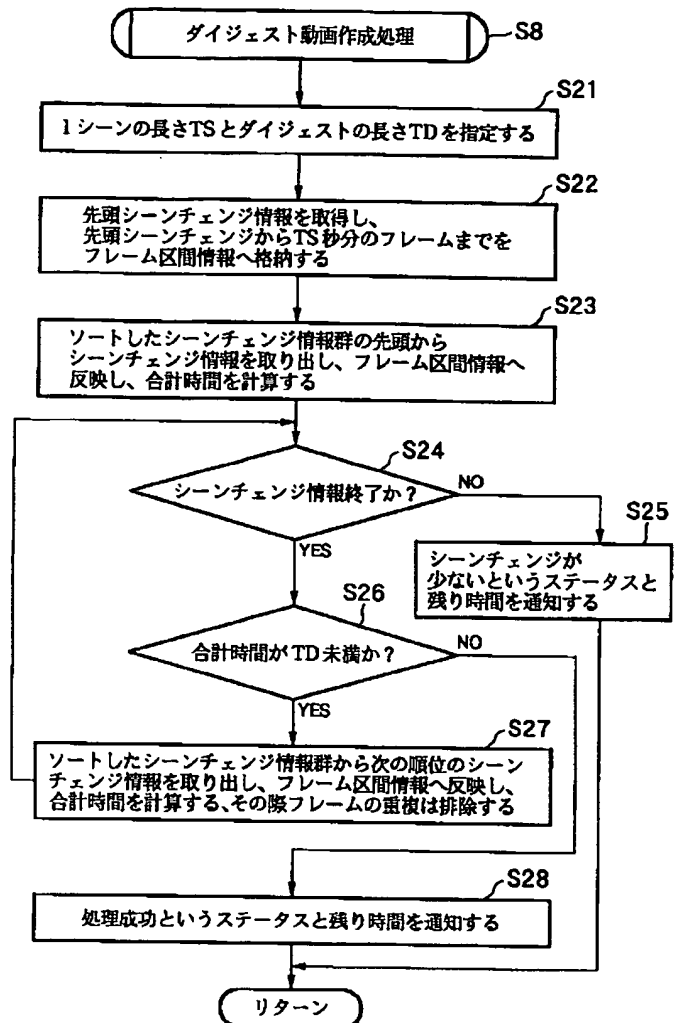 ダイジェスト動画作成処理
S8
S21
1シーンの長さTSとダイジェストの長さTDを指定する
S22
先頭シーンチェンジ情報を取得し、
先頭シーンチェンジからTS秒分のフレームまでを
フレーム区間情報へ格納する
S23
ソートしたシーンチェンジ情報群の先頭から
シーンチェンジ情報を取り出し、フレーム区間情報へ
反映し、合計時間を計算する
S24
シーンチェンジ情報終了か?
NO
YES
S25
シーンチェンジが
少ないというステータスと
残り時間を通知する
S26
合計時間がTD未満か?
NO
YES
S27
ソートしたシーンチェンジ情報群から次の順位のシーン
チェンジ情報を取り出し、フレーム区間情報へ反映し、
合計時間を計算する、その際フレームの重複は排除する
S28
処理成功というステータスと残り時間を通知する
リターン